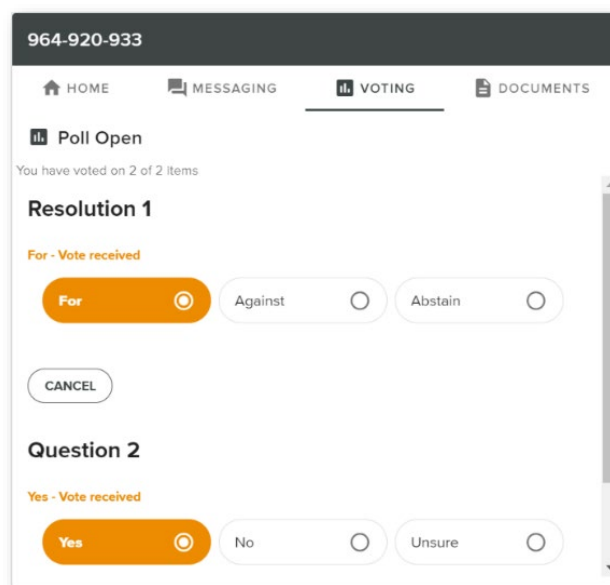 964-920-933
HOME MESSAGING VOTING DOCUMENTS
Poll Open
You have voted on 2 of 2 Items
Resolution 1
For - Vote received
For Against Abstain
CANCEL
Question 2
Yes - Vote received
Yes No Unsure